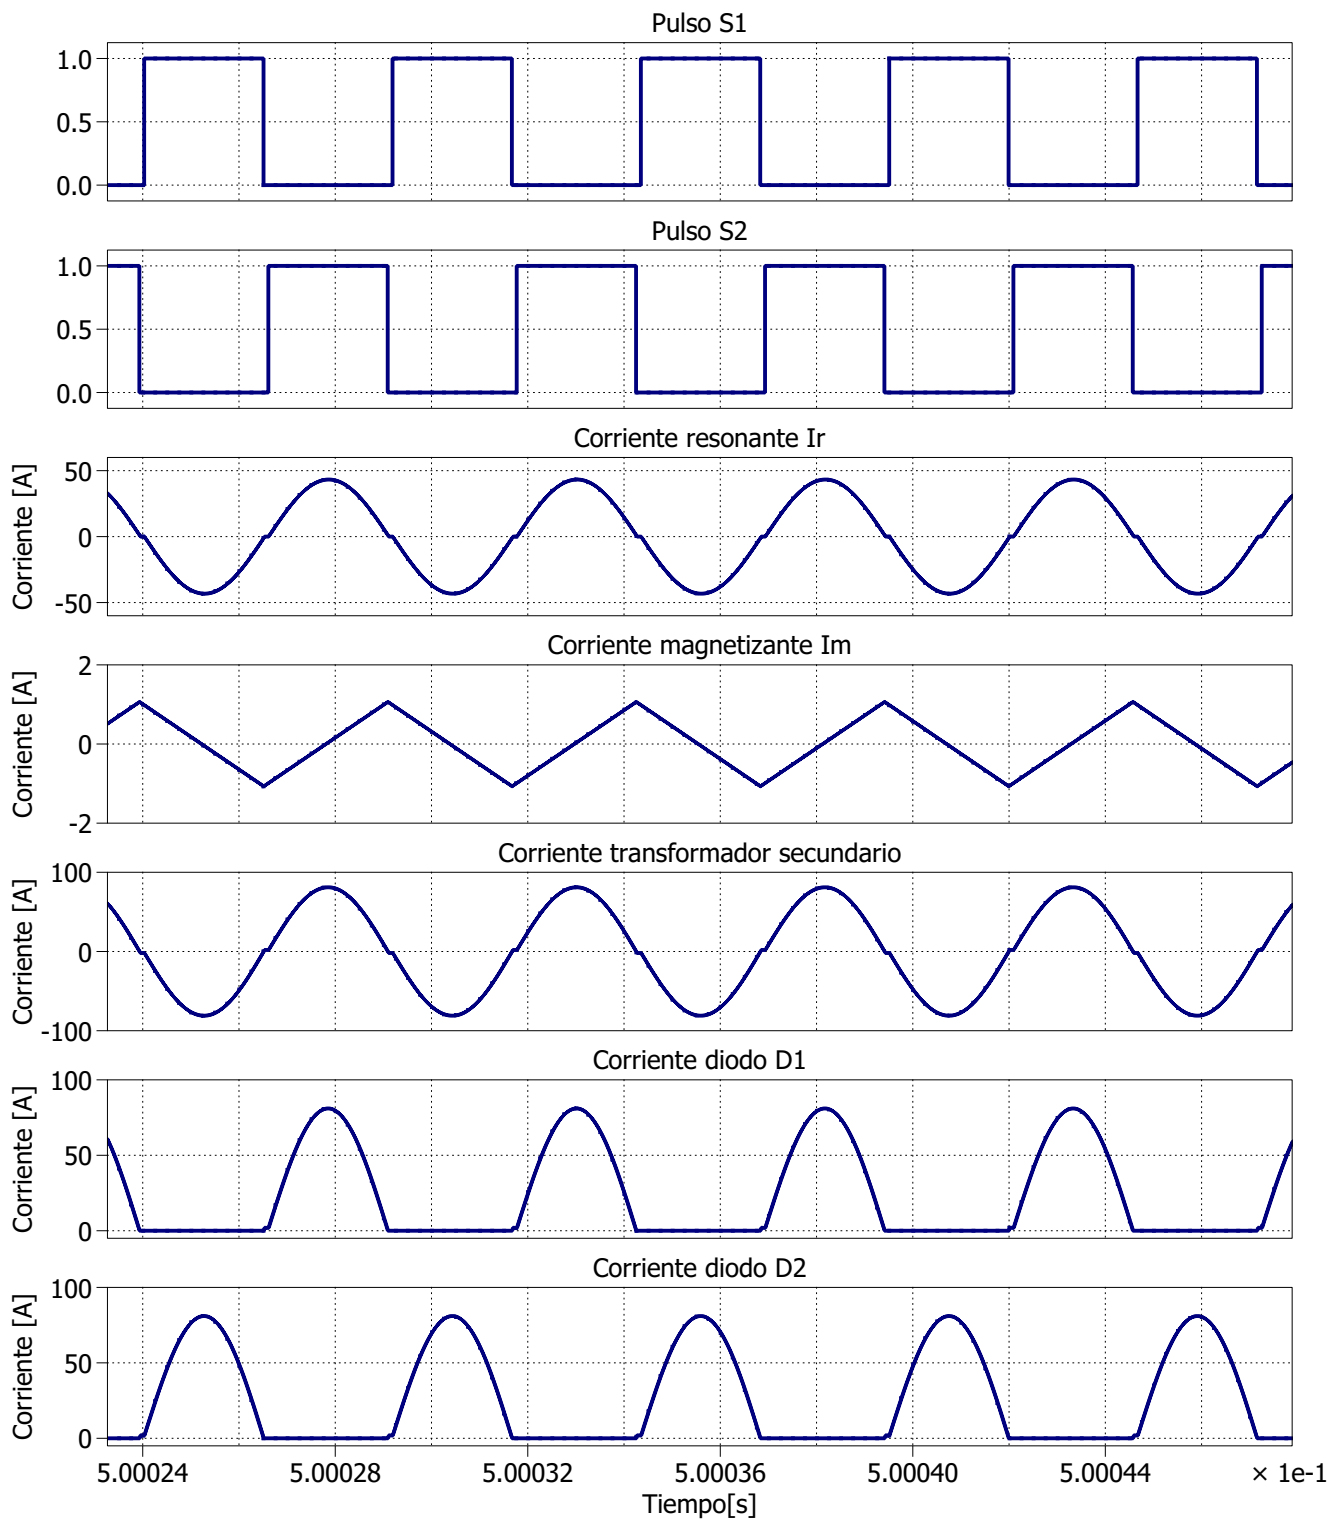 Pulso S1
1.0
0.5
0.0
Pulso S2
1.0
0.5
0.0
Corriente resonante Ir
Corriente [A]
50
0
-50
Corriente magnetizante Im
Corriente [A]
2
0
-2
Corriente transformador secundario
Corriente [A]
100
0
-100
Corriente diodo D1
Corriente [A]
100
50
0
Corriente diodo D2
Corriente [A]
100
50
0
5.00024 5.00028 5.00032 5.00036 5.00040 5.00044 × 1e-1
Tiempo[s]